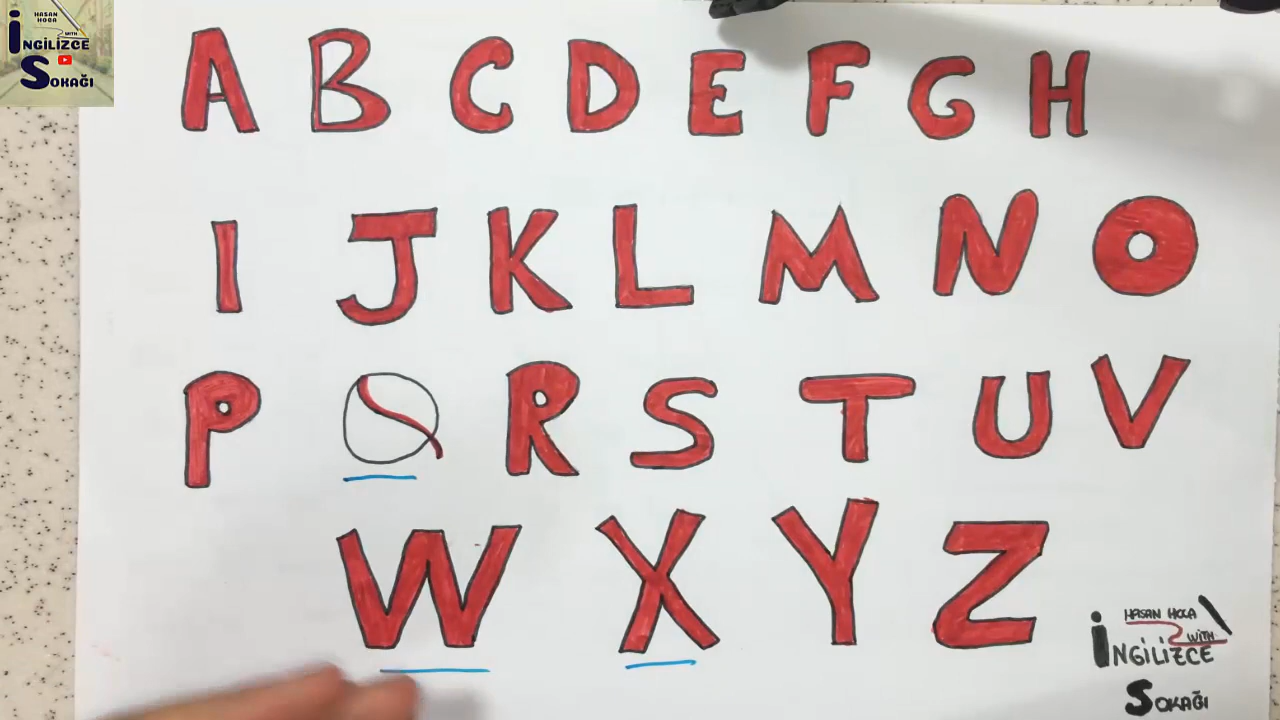 HASAN
HOCA
WITH
İNGİLİZCE
SOKAĞI
A B C D E F G H
I J K L M N O
P Q R S T U V
W X Y Z
HASAN HOCA
WITH
İNGİLİZCE
SOKAĞI